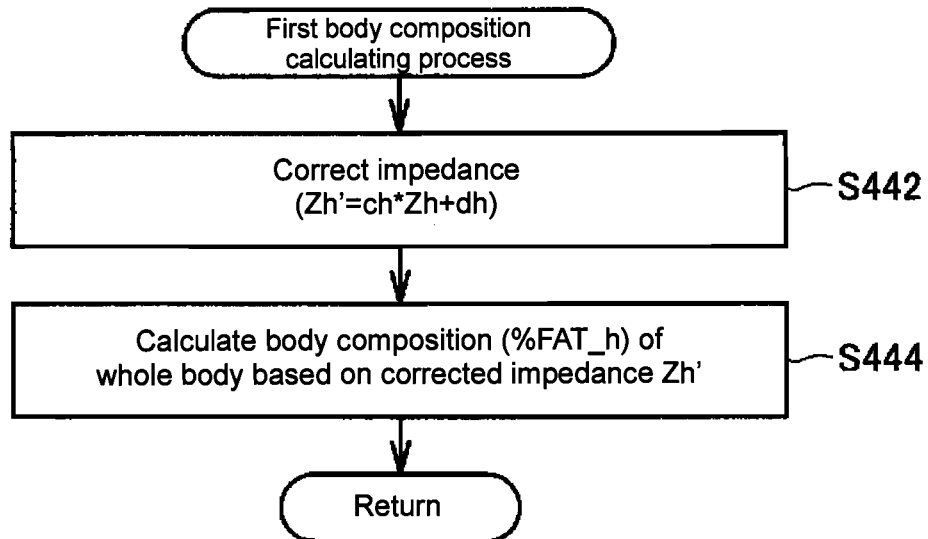 First body composition
calculating process
Correct impedance
(Zh'=ch*Zh+dh)
S442
Calculate body composition (%FAT_h) of
whole body based on corrected impedance Zh'
S444
Return